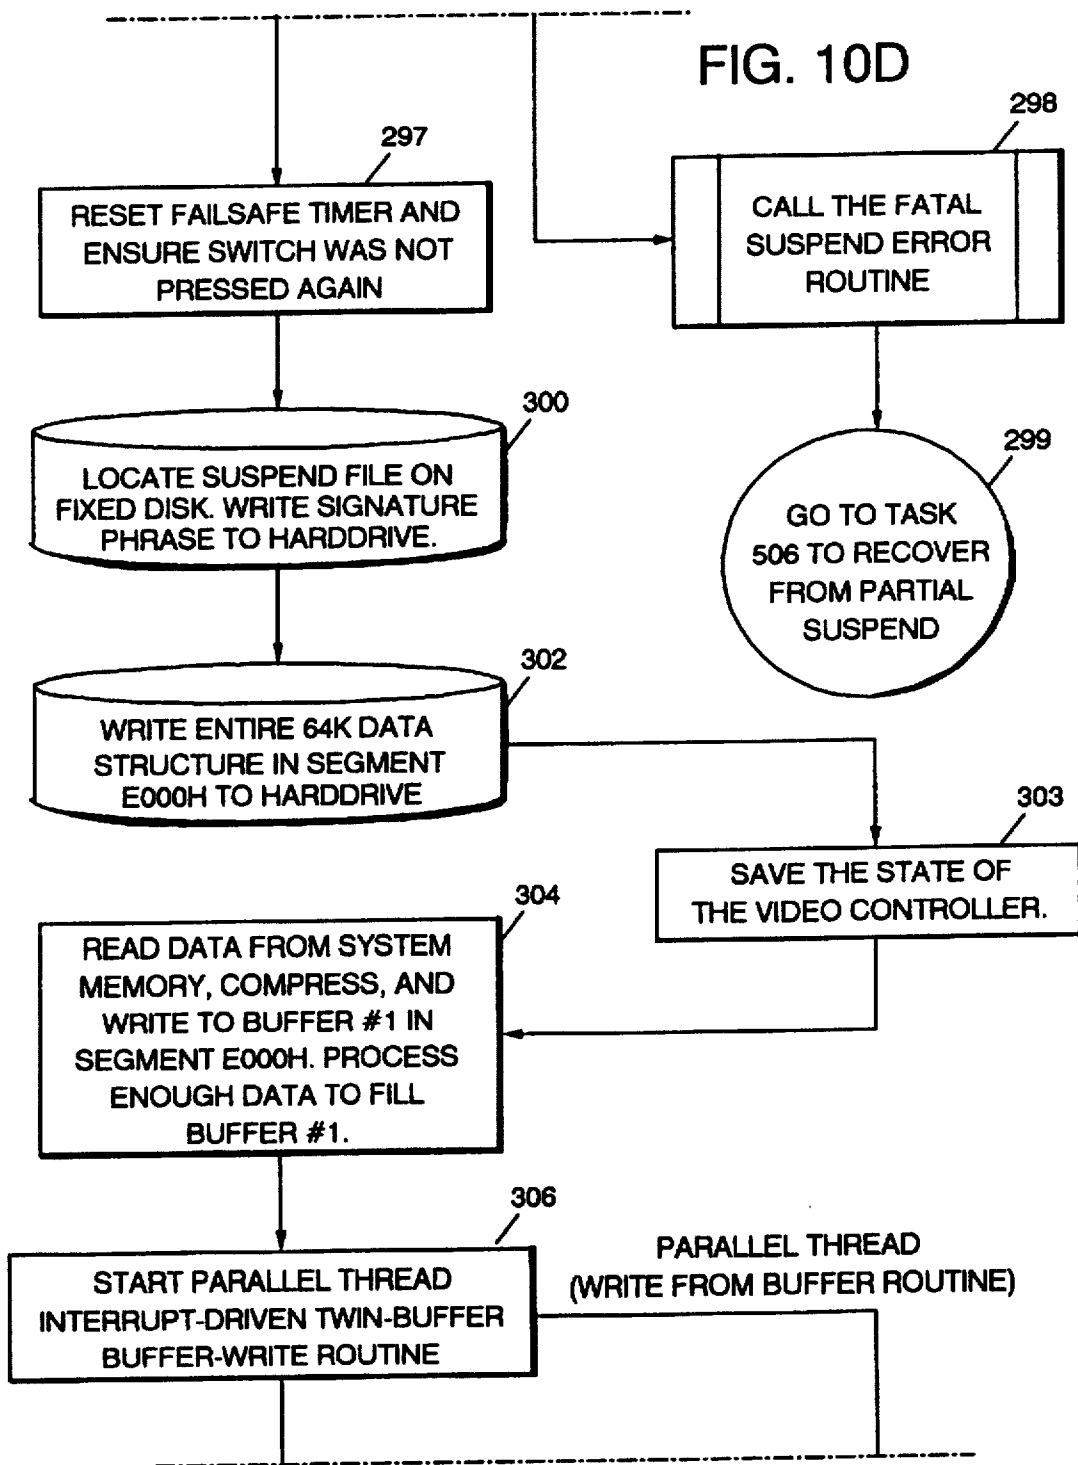 FIG. 10D
297
RESET FAILSAFE TIMER AND
ENSURE SWITCH WAS NOT
PRESSED AGAIN
298
CALL THE FATAL
SUSPEND ERROR
ROUTINE
300
LOCATE SUSPEND FILE ON
FIXED DISK. WRITE SIGNATURE
PHRASE TO HARDDRIVE.
299
GO TO TASK
506 TO RECOVER
FROM PARTIAL
SUSPEND
302
WRITE ENTIRE 64K DATA
STRUCTURE IN SEGMENT
E000H TO HARDDRIVE
303
SAVE THE STATE OF
THE VIDEO CONTROLLER.
304
READ DATA FROM SYSTEM
MEMORY, COMPRESS, AND
WRITE TO BUFFER #1 IN
SEGMENT E000H. PROCESS
ENOUGH DATA TO FILL
BUFFER #1.
306
START PARALLEL THREAD
INTERRUPT-DRIVEN TWIN-BUFFER
BUFFER-WRITE ROUTINE
PARALLEL THREAD
(WRITE FROM BUFFER ROUTINE)